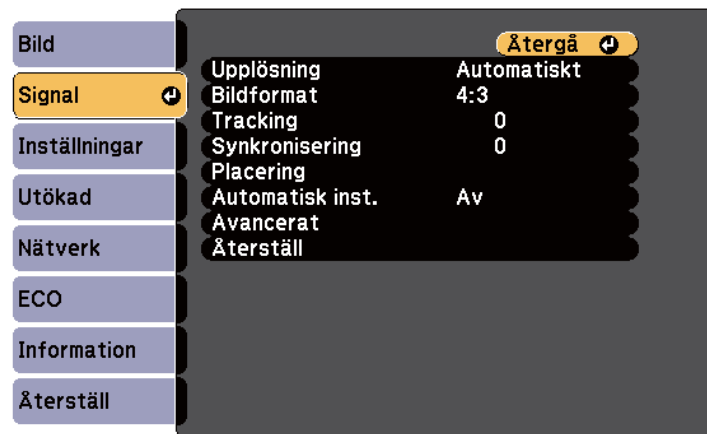 Bild
Signal
Inställningar
Utökad
Nätverk
ECO
Information
Återställ
Återgå
Upplösning Automatiskt
Bildformat 4:3
Tracking 0
Synkronisering 0
Placering
Automatisk inst. Av
Avancerat
Återställ